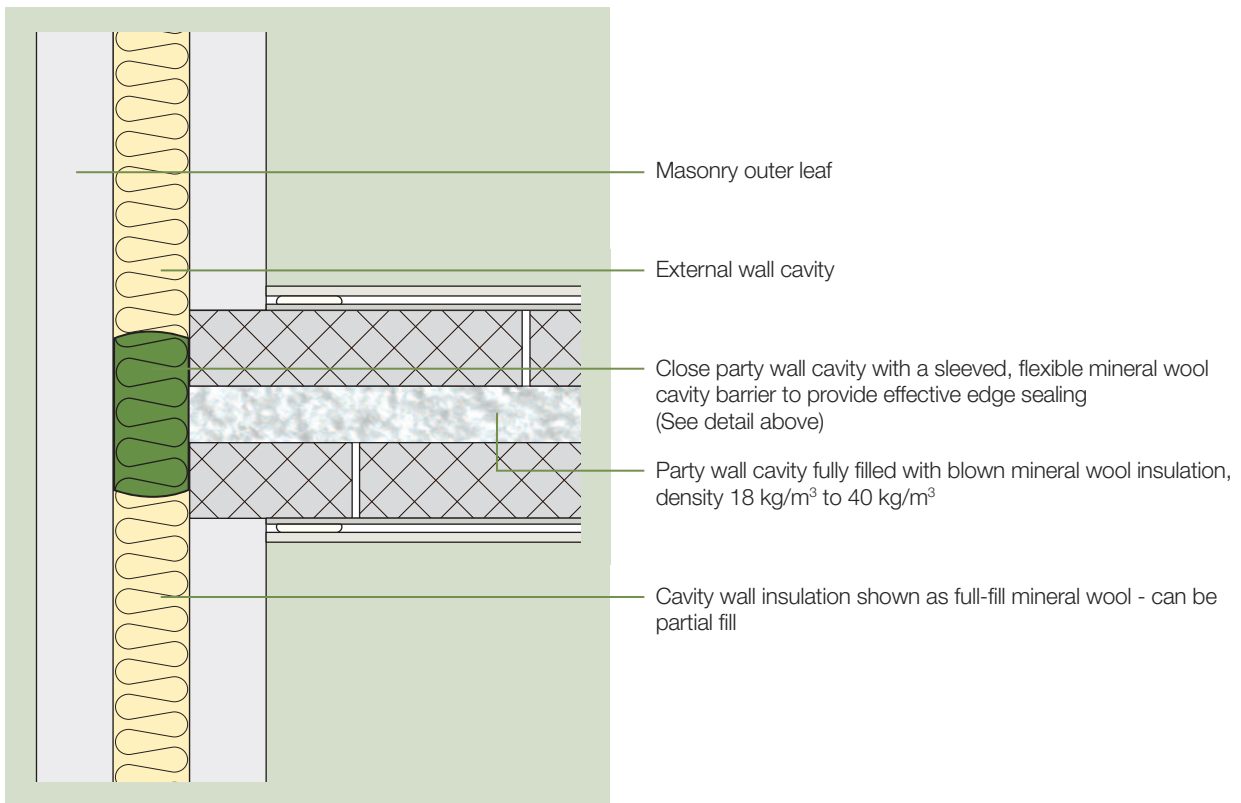 Masonry outer leaf
External wall cavity
Close party wall cavity with a sleeved, flexible mineral wool
cavity barrier to provide effective edge sealing
(See detail above)
Party wall cavity fully filled with blown mineral wool insulation,
density 18 kg/m³ to 40 kg/m³
Cavity wall insulation shown as full-fill mineral wool - can be
partial fill